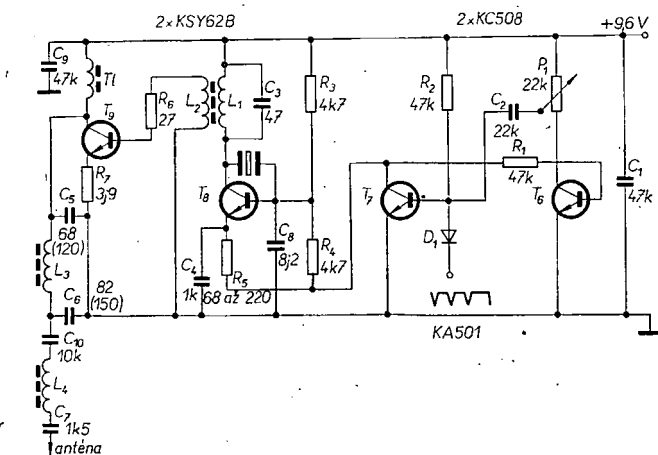 2×KSY62B
2×KC508
+9,6 V
C9
47k
Tl
T9
R6
27
L2
L1
C3
47
R3
4k7
R2
47k
C2
22k
P1
22k
R1
47k
C1
47k
R7
3j9
C5
68
(120)
T8
T7
T6
L3
C4
1k
R5
68 až 220
C8
8j2
R4
4k7
D1
C6
82
(150)
KA501
C10
10k
L4
C7
1k5
anténa